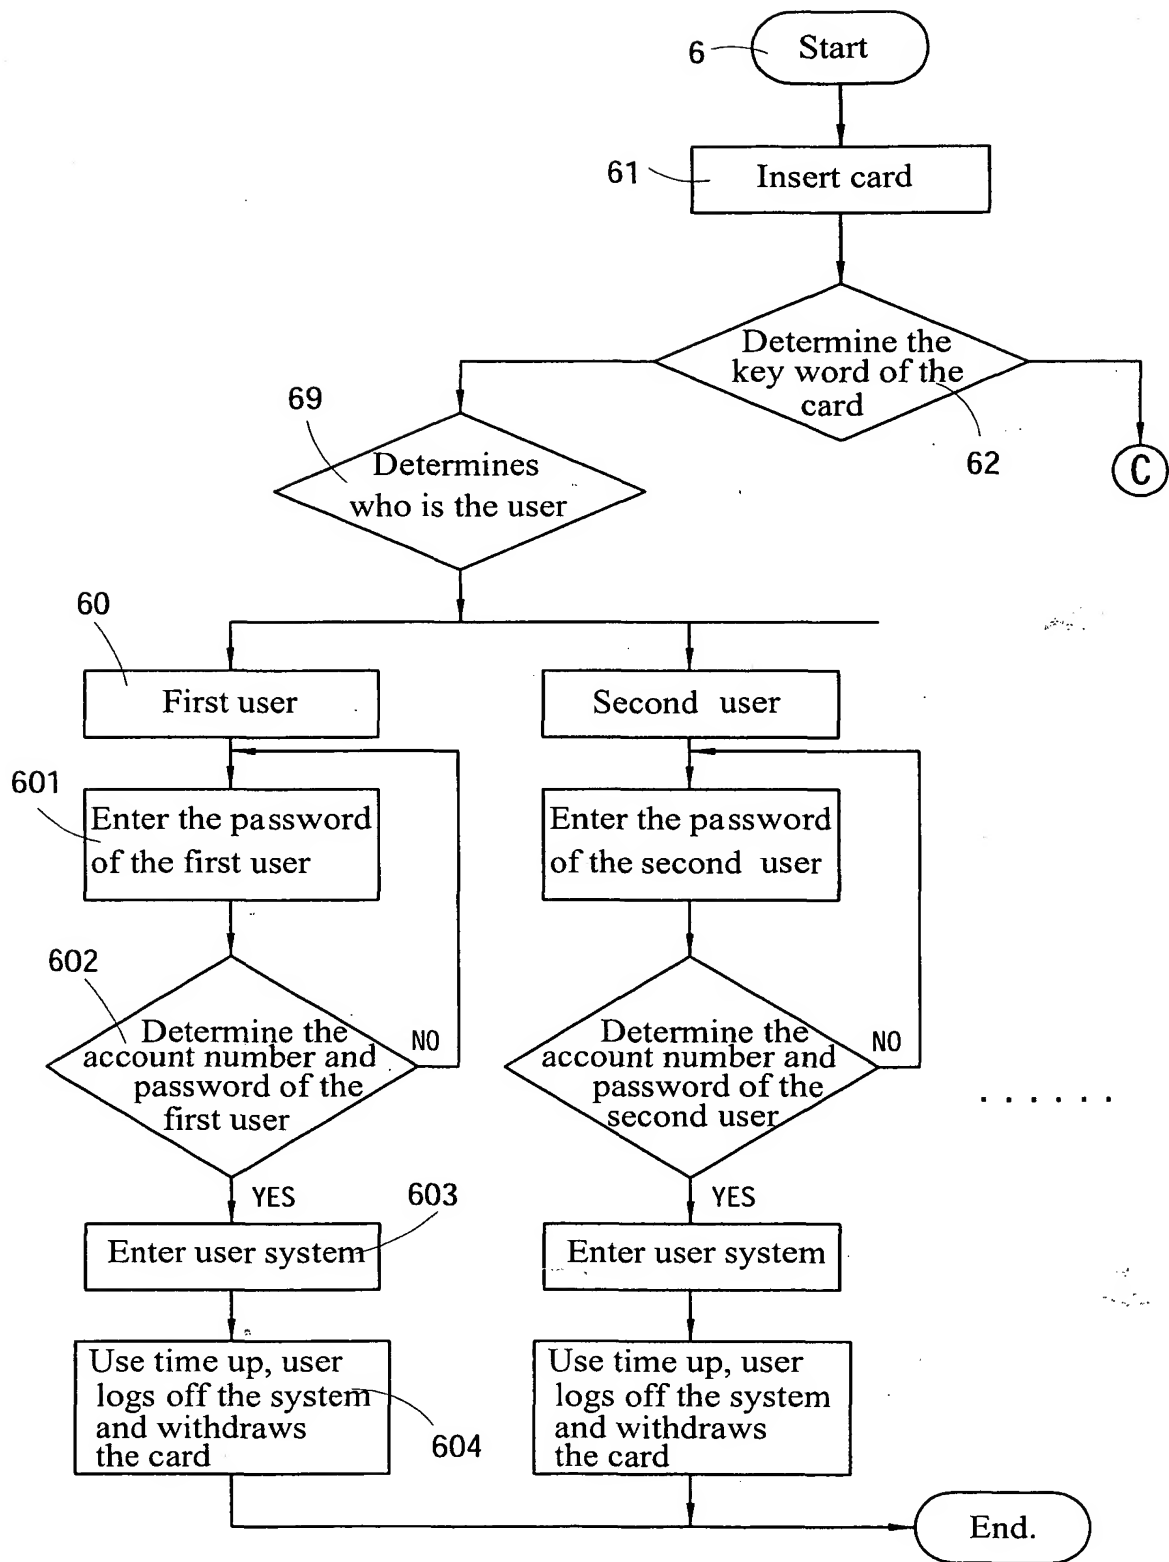 6
Start
61
Insert card
Determine the
key word of the
card
62
C
69
Determines
who is the user
60
First user
Second user
601
Enter the password
of the first user
Enter the password
of the second user
602
Determine the
account number and
password of the
first user
NO
Determine the
account number and
password of the
second user
NO
......
YES
603
YES
Enter user system
Enter user system
Use time up, user
logs off the system
and withdraws
the card
604
Use time up, user
logs off the system
and withdraws
the card
End.